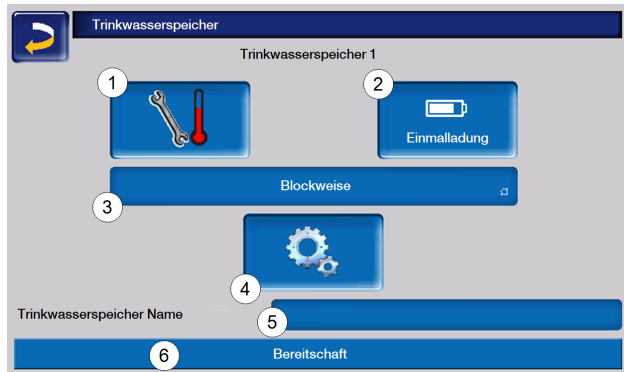 Trinkwasserspeicher
Trinkwasserspeicher 1
1
2
Einmalladung
Blockweise
3
4
Trinkwasserspeicher Name
5
6
Bereitschaft